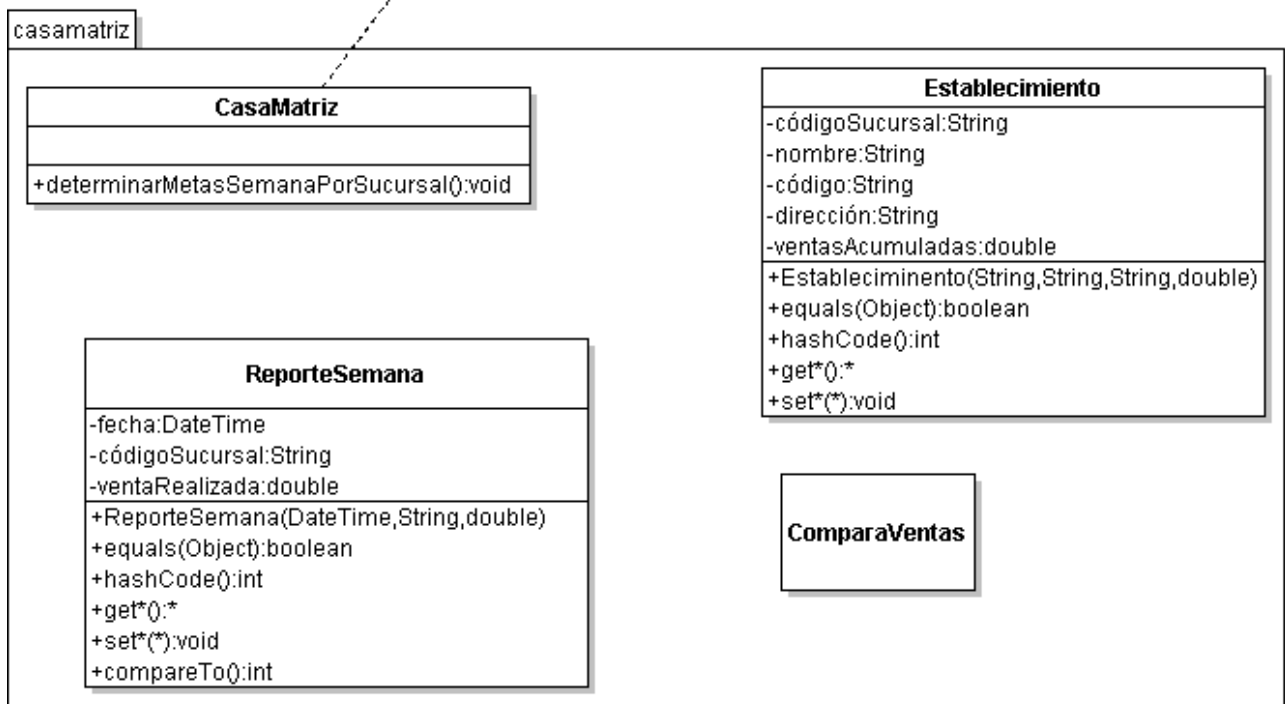 casamatriz
CasaMatriz
+determinarMetasSemanaPorSucursal():void
Establecimiento
-códigoSucursal:String
-nombre:String
-código:String
-dirección:String
-ventasAcumuladas:double
+Estableciminento(String,String,String,double)
+equals(Object):boolean
+hashCode():int
+get*():*
+set*(*):void
ReporteSemana
-fecha:DateTime
-códigoSucursal:String
-ventaRealizada:double
+ReporteSemana(DateTime,String,double)
+equals(Object):boolean
+hashCode():int
+get*():*
+set*(*):void
+compareTo():int
ComparaVentas